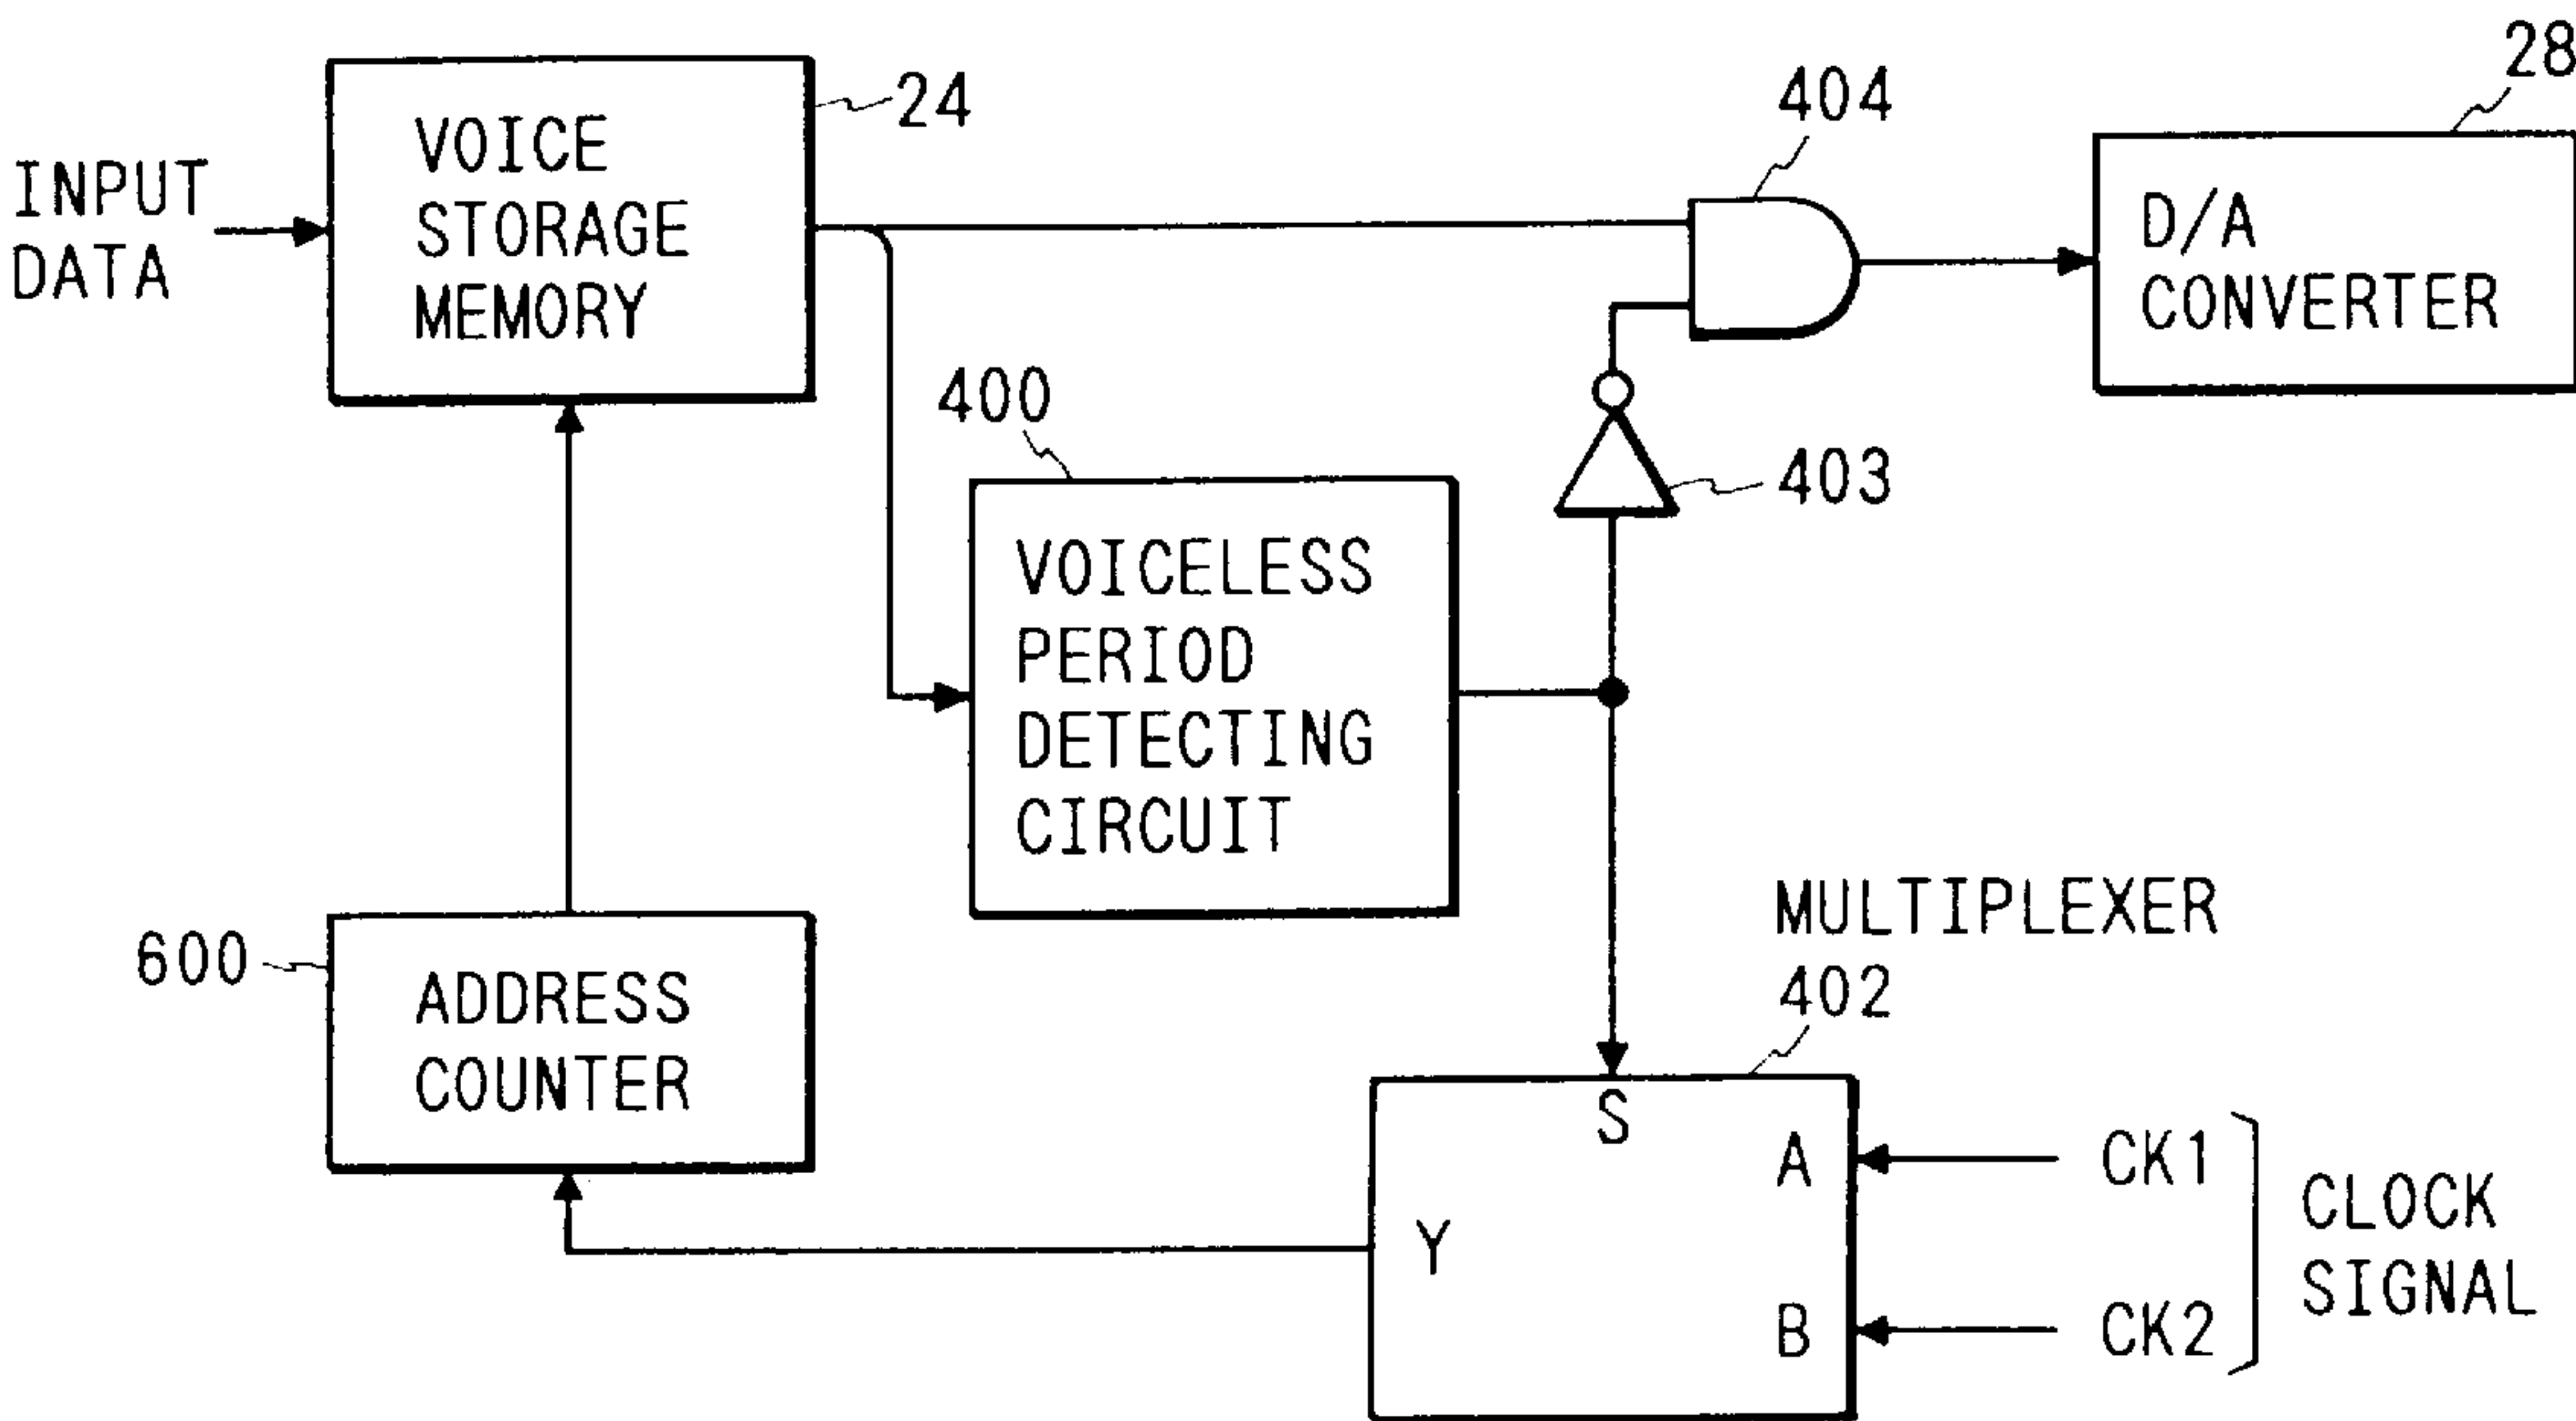 28
24
404
VOICE
STORAGE
MEMORY
INPUT
DATA
D/A
CONVERTER
400
403
VOICELESS
PERIOD
DETECTING
CIRCUIT
MULTIPLEXER
402
600
ADDRESS
COUNTER
S
A
CK1
Y
CLOCK
SIGNAL
B
CK2